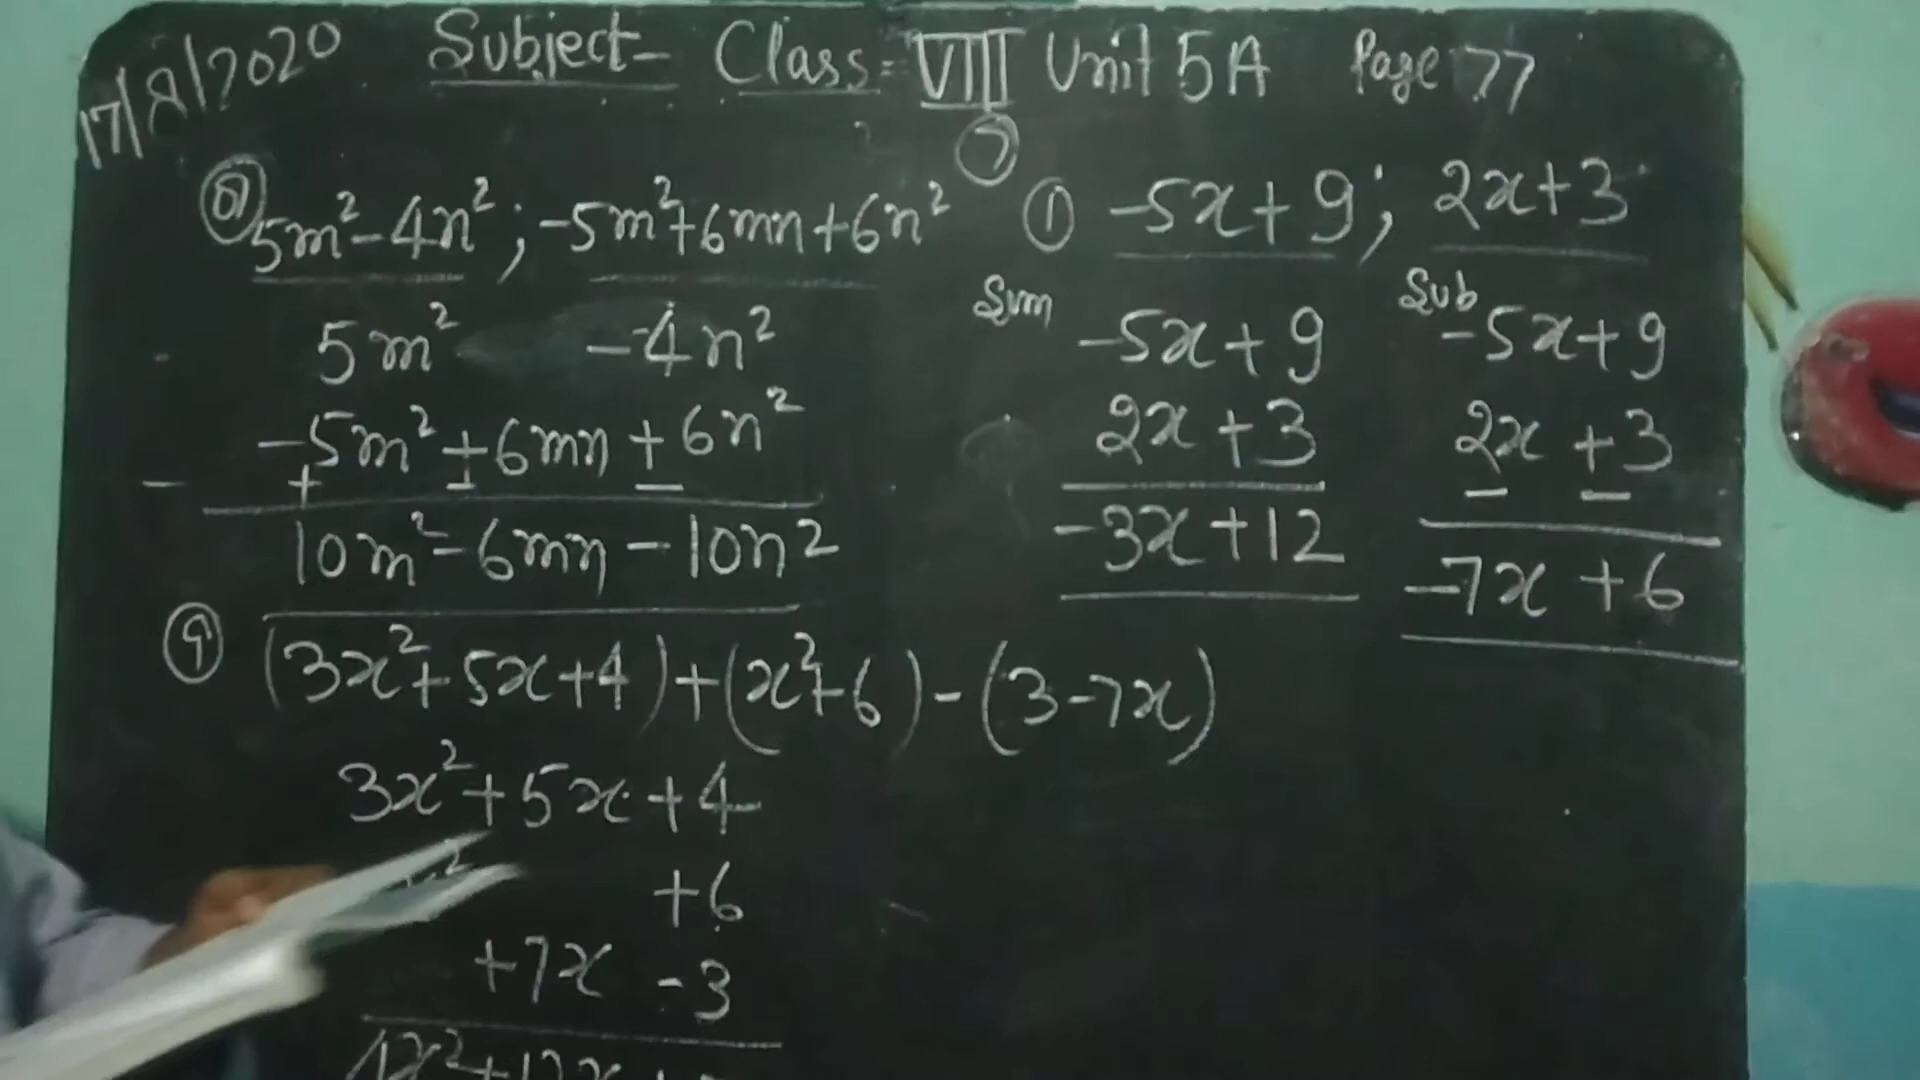 17/8/2020 Subject- Class- VIII Unit 5A Page 77
⑧ 5m²-4n² ; -5m²+6mn+6n²
5m² -4n²
-5m²+6mn+6n²
- + - -
10m²-6mn-10n²
⑨ (3x²+5x+4)+(x²+6)-(3-7x)
3x²+5x+4
+6
+7x -3
4x²+12x+
⑦
① -5x+9; 2x+3
Sum
-5x+9
2x+3
-3x+12
Sub
-5x+9
2x+3
- -
-7x+6